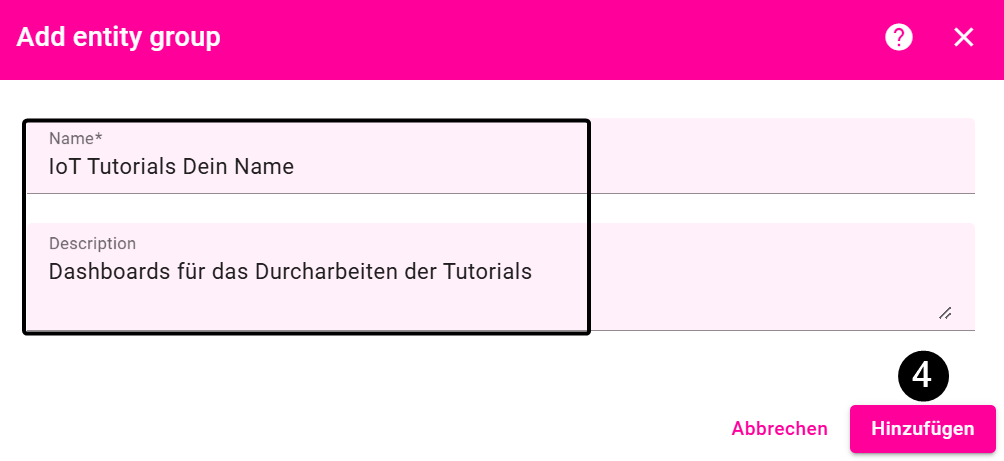 Add entity group
?
Name*
IoT Tutorials Dein Name
Description
Dashboards für das Durcharbeiten der Tutorials
4
Abbrechen
Hinzufügen